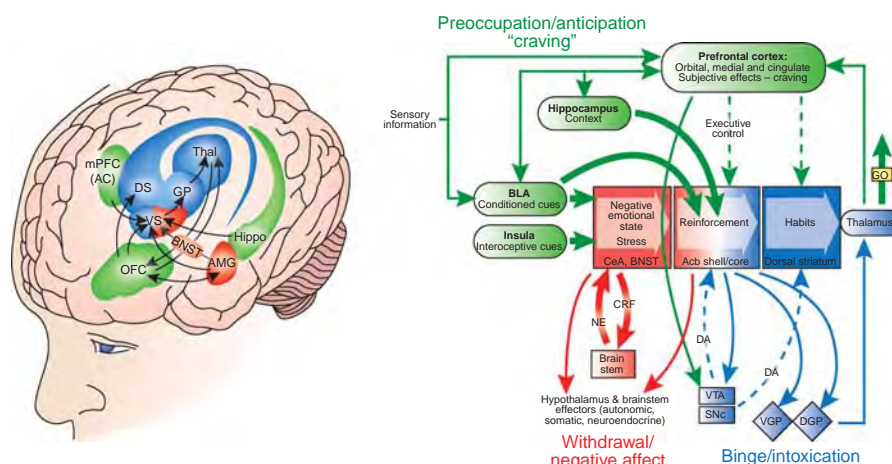 Preoccupation/anticipation
“craving”
Prefrontal cortex:
Orbital, medial and cingulate
Subjective effects – craving
Sensory
information
Hippocampus
Context
Executive
control
GO
BLA
Conditioned cues
Insula
Interoceptive cues
Negative
emotional
state
Stress
CeA, BNST
Reinforcement
Acb shell/core
Habits
Dorsal striatum
Thalamus
NE
CRF
Brain
stem
DA
DA
VTA
SNc
VGP
DGP
Hypothalamus & brainstem
effectors (autonomic,
somatic, neuroendocrine)
Withdrawal/
negative affect
Binge/intoxication
mPFC
(AC)
Thal
DS
GP
VS
BNST
Hippo
OFC
AMG